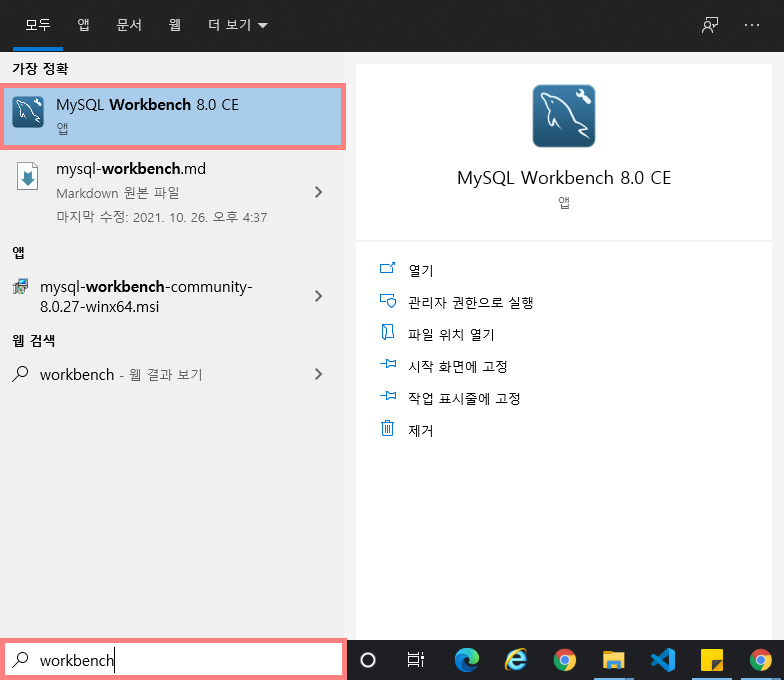 모두 앱 문서 웹 더 보기
가장 정확
MySQL Workbench 8.0 CE
앱
mysql-workbench.md
Markdown 원본 파일
마지막 수정: 2021. 10. 26. 오후 4:37
앱
mysql-workbench-community-
8.0.27-winx64.msi
웹 검색
workbench - 웹 결과 보기
MySQL Workbench 8.0 CE
앱
열기
관리자 권한으로 실행
파일 위치 열기
시작 화면에 고정
작업 표시줄에 고정
제거
workbench